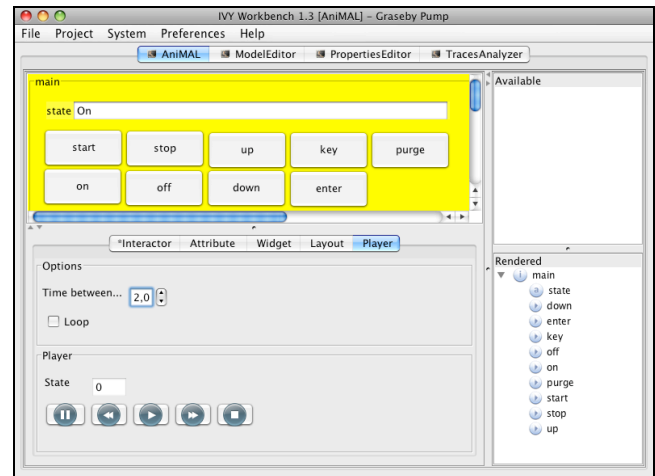 IVY Workbench 1.3 [AniMAL] – Graseby Pump
File Project System Preferences Help
AniMAL ModelEditor PropertiesEditor TracesAnalyzer
main
state On
start stop up key purge
on off down enter
*Interactor Attribute Widget Layout Player
Options
Time between... 2,0
Loop
Player
State 0
Available
Rendered
i main
a state
down
enter
key
off
on
purge
start
stop
up